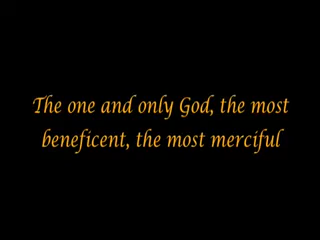 The one and only God, the most
beneficent, the most merciful